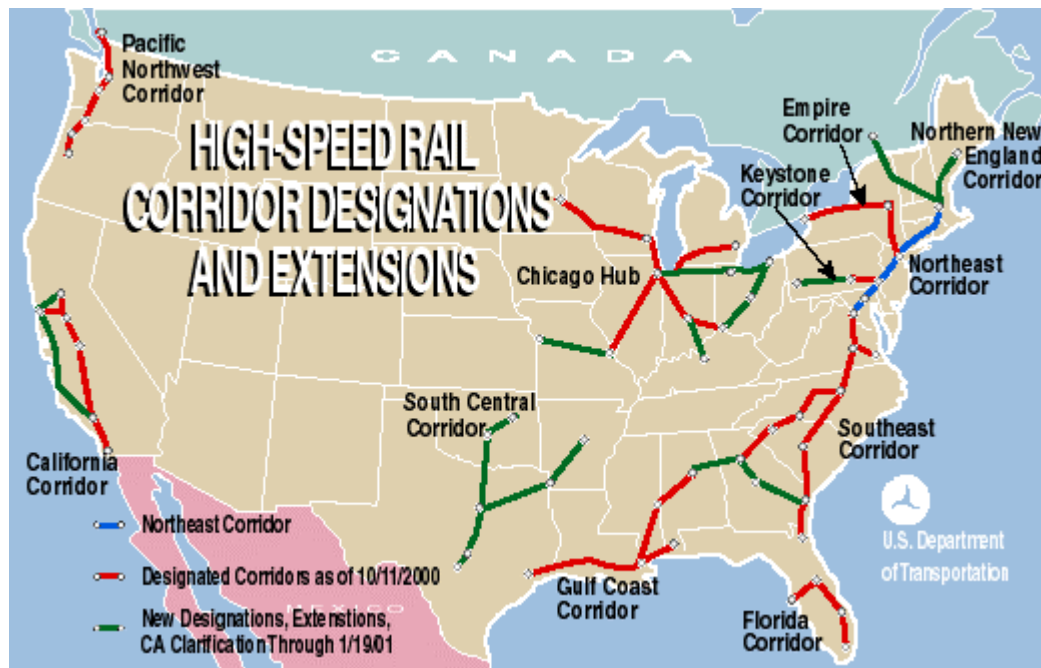 CANADA
Pacific
Northwest
Corridor
HIGH-SPEED RAIL
CORRIDOR DESIGNATIONS
AND EXTENSIONS
Empire
Corridor
Northern New
England
Corridor
Keystone
Corridor
Chicago Hub
Northeast
Corridor
South Central
Corridor
Southeast
Corridor
California
Corridor
Northeast Corridor
Designated Corridors as of 10/11/2000
MEXICO
New Designations, Extenstions,
CA Clarification Through 1/19/01
Gulf Coast
Corridor
Florida
Corridor
U.S. Department
of Transportation